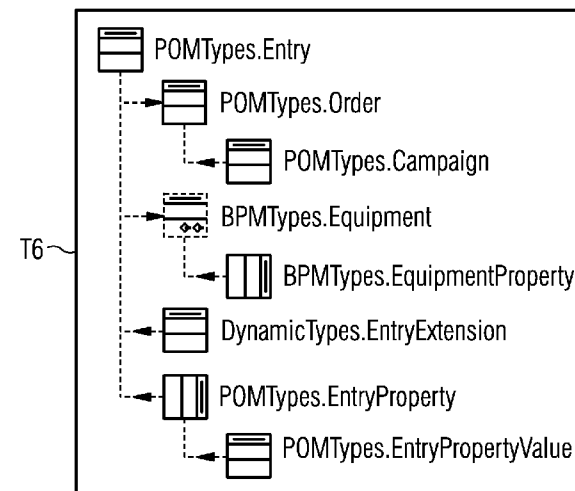 POMTypes.Entry
POMTypes.Order
POMTypes.Campaign
BPMTypes.Equipment
T6
BPMTypes.EquipmentProperty
DynamicTypes.EntryExtension
POMTypes.EntryProperty
POMTypes.EntryPropertyValue